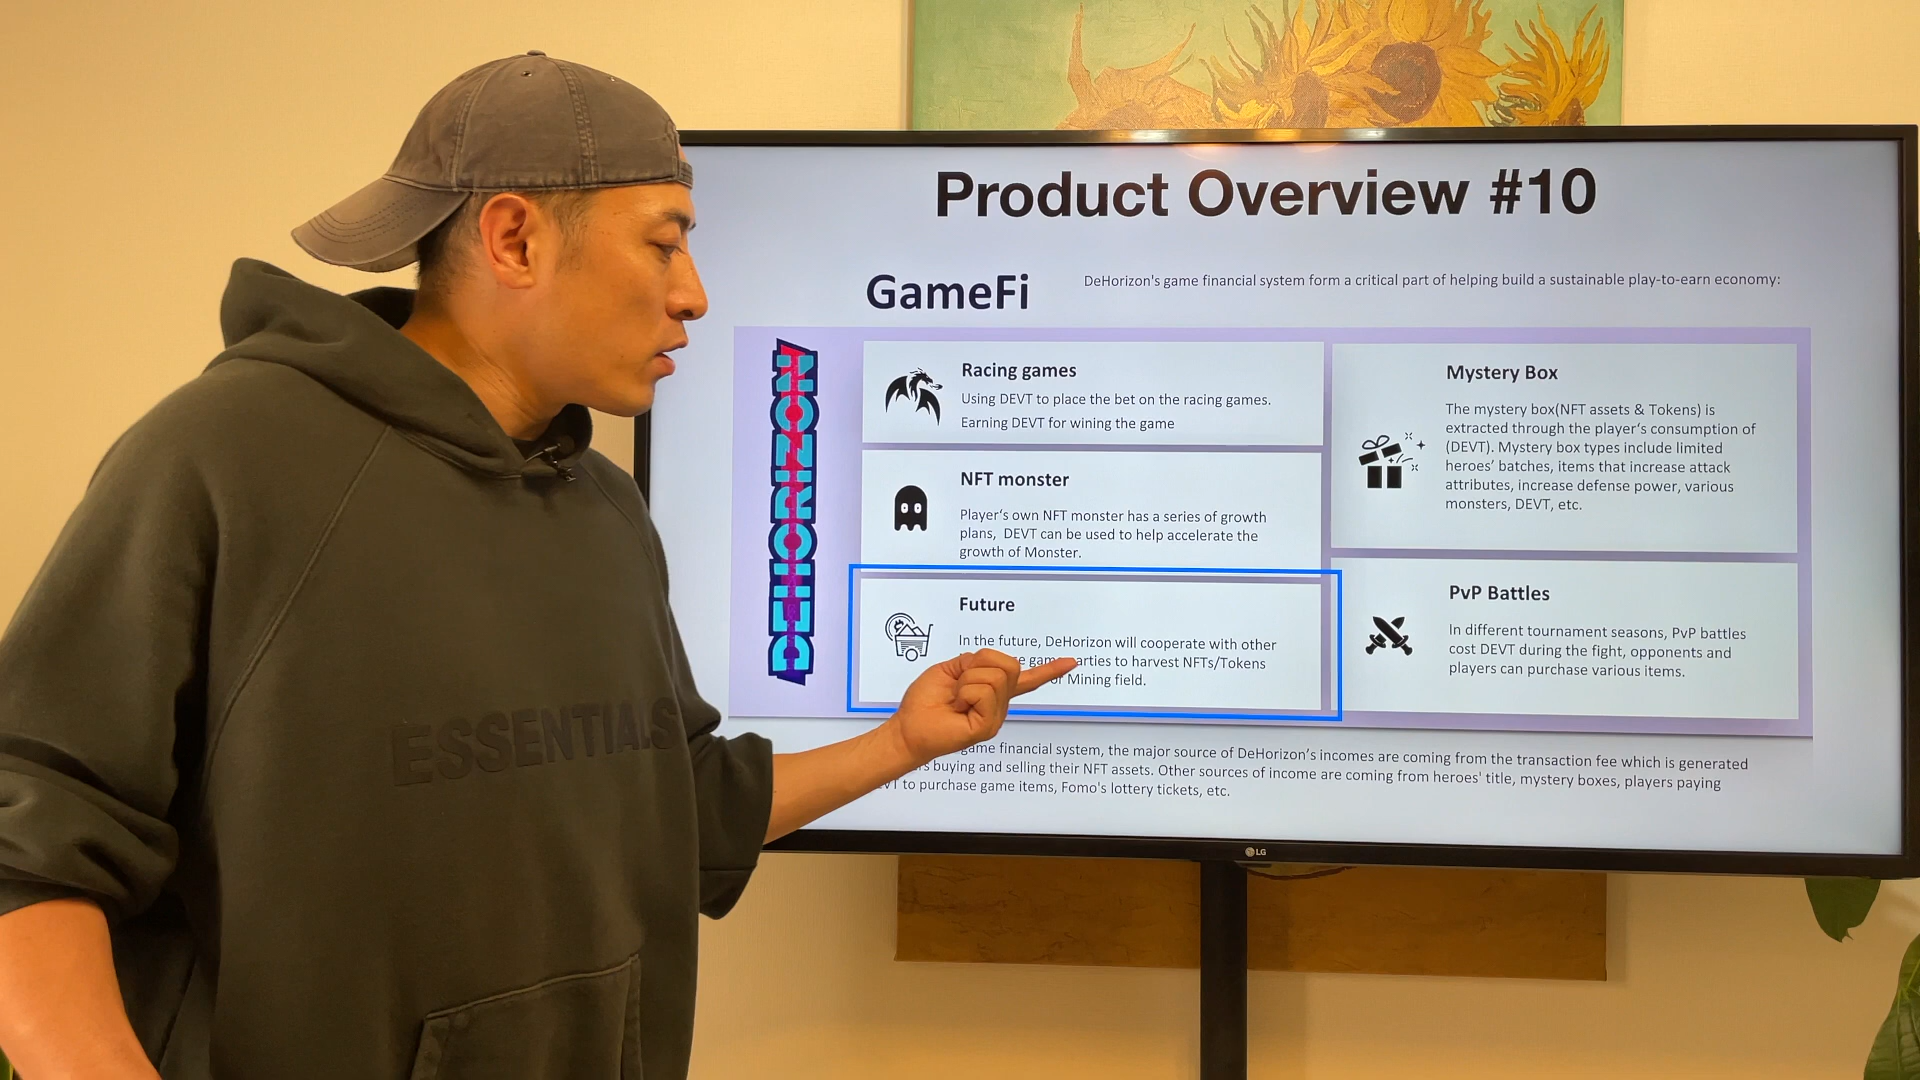 Product Overview #10
GameFi
DeHorizon's game financial system form a critical part of helping build a sustainable play-to-earn economy:
DEHORIZON
Racing games
Using DEVT to place the bet on the racing games.
Earning DEVT for wining the game
NFT monster
Player's own NFT monster has a series of growth
plans, DEVT can be used to help accelerate the
growth of Monster.
Future
In the future, DeHorizon will cooperate with other
to harvest NFTs/Tokens
Mining field.
Mystery Box
The mystery box(NFT assets & Tokens) is
extracted through the player's consumption of
(DEVT). Mystery box types include limited
heroes' batches, items that increase attack
attributes, increase defense power, various
monsters, DEVT, etc.
PvP Battles
In different tournament seasons, PvP battles
cost DEVT during the fight, opponents and
players can purchase various items.
game financial system, the major source of DeHorizon's incomes are coming from the transaction fee which is generated
buying and selling their NFT assets. Other sources of income are coming from heroes' title, mystery boxes, players paying
to purchase game items, Fomo's lottery tickets, etc.
LG
ESSENTIALS